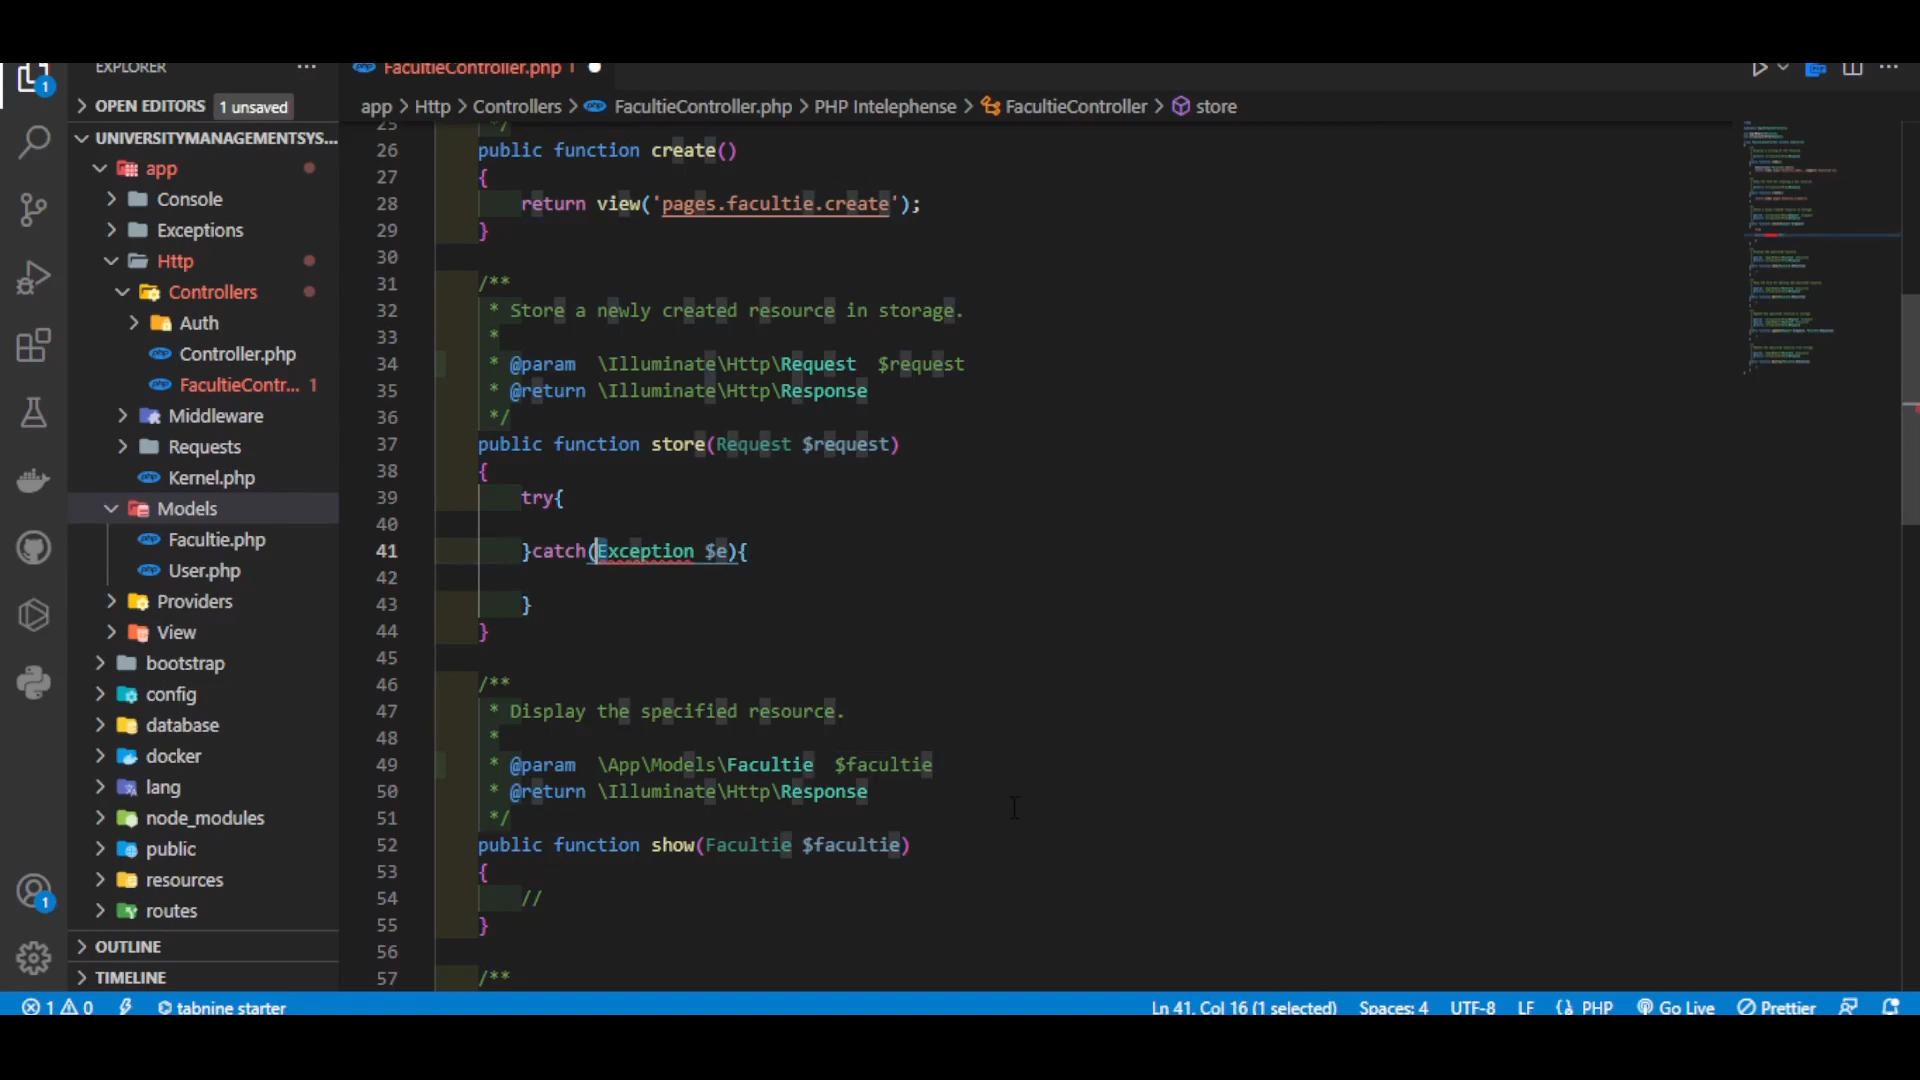 EXPLORER
FacultieController.php 1
OPEN EDITORS 1 unsaved
app > Http > Controllers > FacultieController.php > PHP Intelephense > FacultieController > store
UNIVERSITYMANAGEMENTSYS...
app
Console
Exceptions
Http
Controllers
Auth
Controller.php
FacultieContr... 1
Middleware
Requests
Kernel.php
Models
Facultie.php
User.php
Providers
View
bootstrap
config
database
docker
lang
node_modules
public
resources
routes
OUTLINE
TIMELINE
25 */
26 public function create()
27 {
28 return view('pages.facultie.create');
29 }
30
31 /**
32 * Store a newly created resource in storage.
33 *
34 * @param \Illuminate\Http\Request $request
35 * @return \Illuminate\Http\Response
36 */
37 public function store(Request $request)
38 {
39 try{
40
41 }catch(Exception $e){
42
43 }
44 }
45
46 /**
47 * Display the specified resource.
48 *
49 * @param \App\Models\Facultie $facultie
50 * @return \Illuminate\Http\Response
51 */
52 public function show(Facultie $facultie)
53 {
54 //
55 }
56
57 /**
1 0 tabnine starter Ln 41, Col 16 (1 selected) Spaces: 4 UTF-8 LF {} PHP Go Live Prettier
1
1